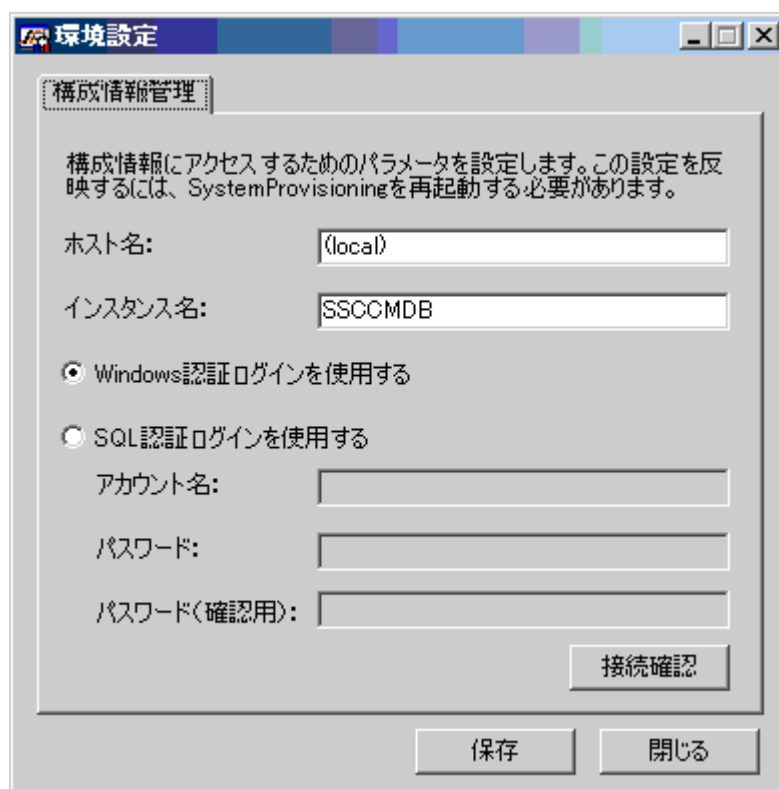 環境設定
構成情報管理
構成情報にアクセスするためのパラメータを設定します。この設定を反
映するには、SystemProvisioningを再起動する必要があります。
ホスト名:
(local)
インスタンス名:
SSCCMDB
Windows認証ログインを使用する
SQL認証ログインを使用する
アカウント名:
パスワード:
パスワード(確認用):
接続確認
保存
閉じる